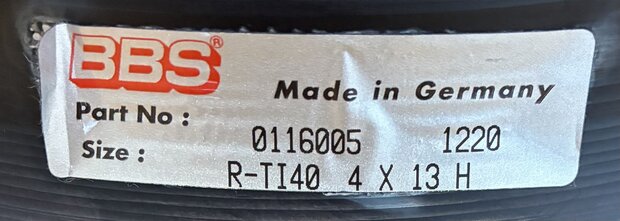 BBS®
Made in Germany
Part No : 0116005 1220
Size : R-TI40 4 X 13 H